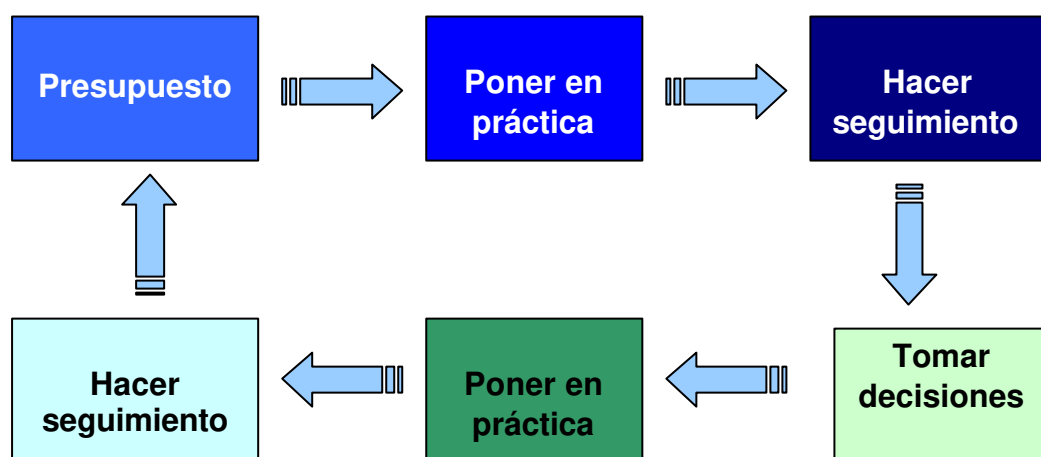 Presupuesto
Poner en
práctica
Hacer
seguimiento
Hacer
seguimiento
Poner en
práctica
Tomar
decisiones